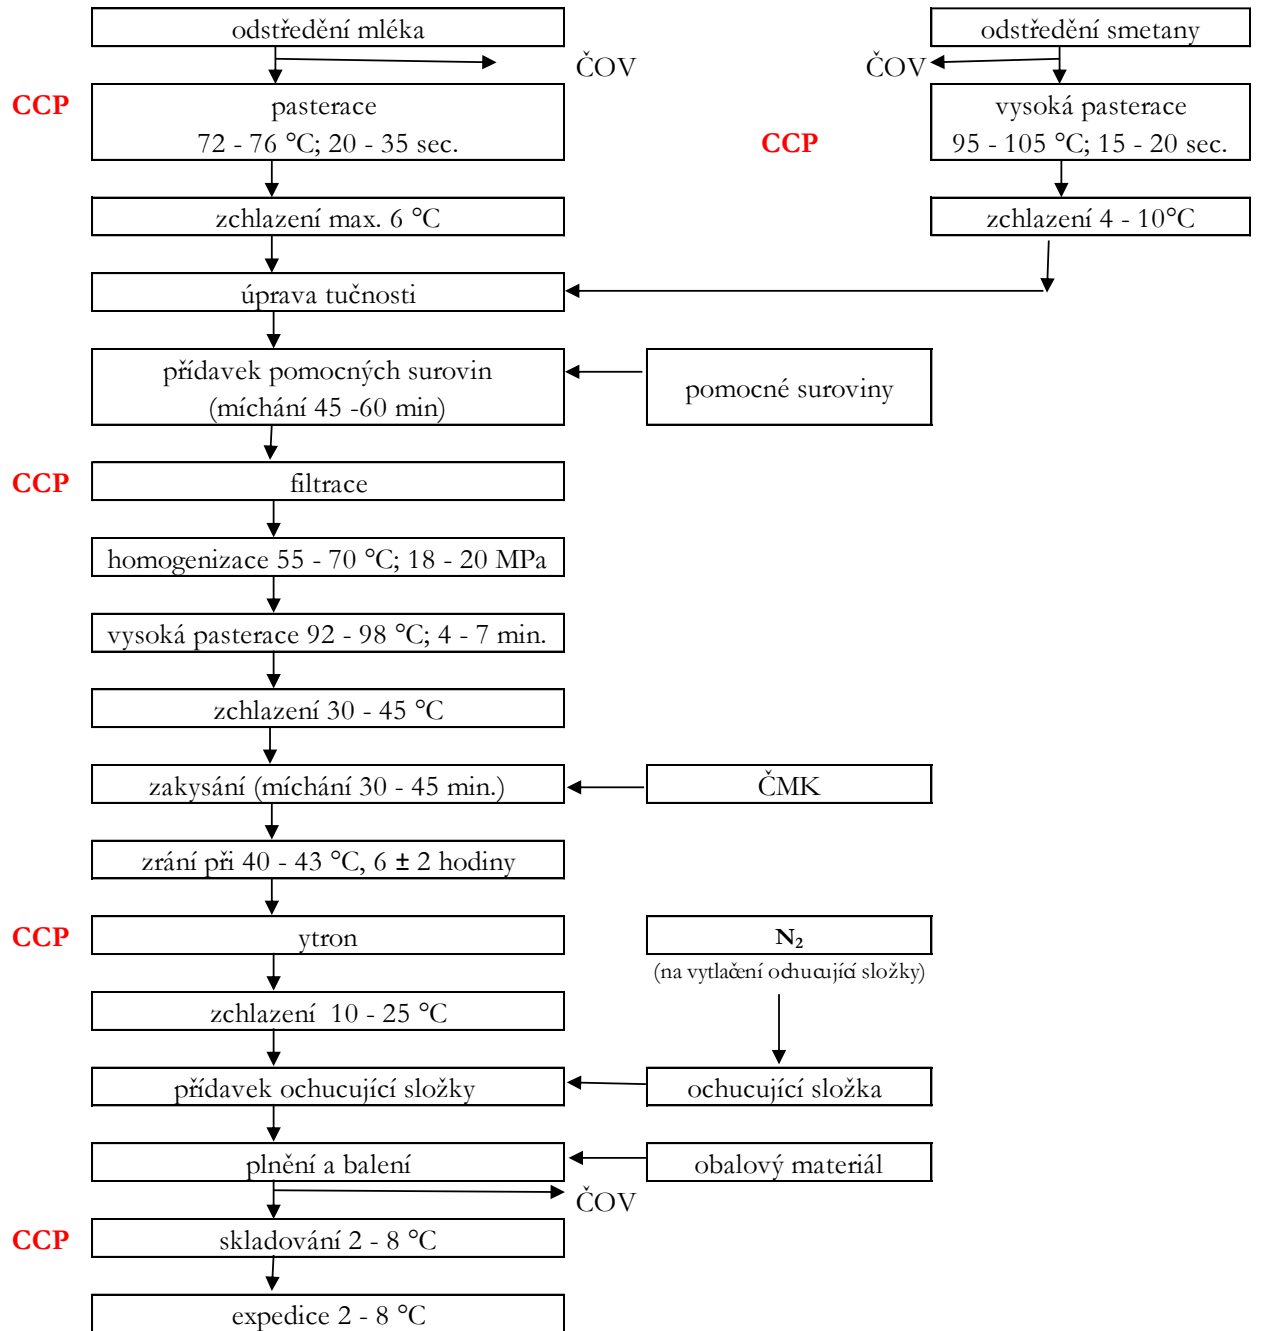 odstředění mléka
odstředění smetany
ČOV
ČOV
CCP
pasterace
72 - 76 °C; 20 - 35 sec.
CCP
vysoká pasterace
95 - 105 °C; 15 - 20 sec.
zchlazení max. 6 °C
zchlazení 4 - 10°C
úprava tučnosti
přídavek pomocných surovin
(míchání 45 -60 min)
pomocné suroviny
CCP
filtrace
homogenizace 55 - 70 °C; 18 - 20 MPa
vysoká pasterace 92 - 98 °C; 4 - 7 min.
zchlazení 30 - 45 °C
zakysání (míchání 30 - 45 min.)
ČMK
zrání při 40 - 43 °C, 6 ± 2 hodiny
CCP
ytron
N₂
(na vytlačení ochucující složky)
zchlazení 10 - 25 °C
přídavek ochucující složky
ochucující složka
plnění a balení
obalový materiál
ČOV
CCP
skladování 2 - 8 °C
expedice 2 - 8 °C